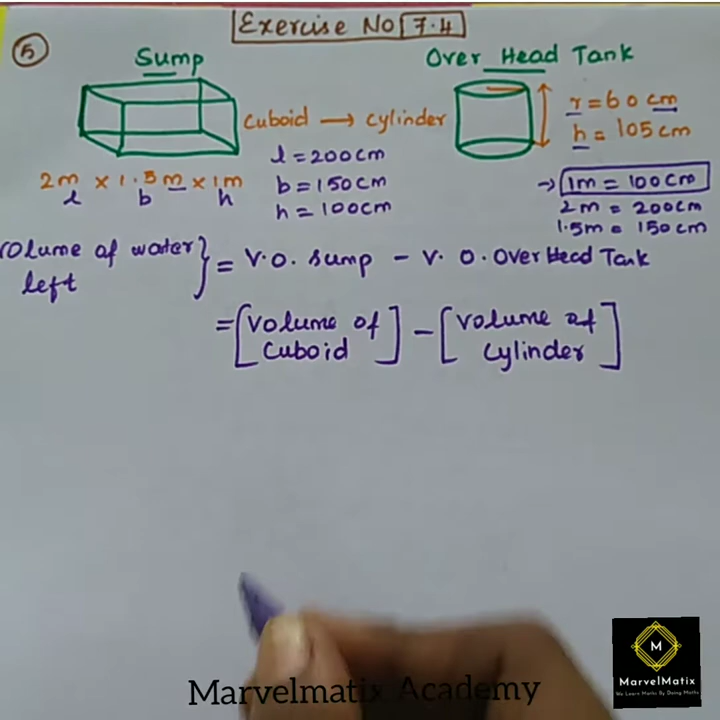 Exercise No 7.4
5
Sump
Over Head Tank
Cuboid → cylinder
r = 60 cm
h = 105cm
l = 200cm
b = 150cm
h = 100cm
2m × 1.5m × 1m
l b h
→ 1m = 100cm
2m = 200cm
1.5m = 150cm
volume of water left } = V.O. sump - V.O. Over Head Tank
= [volume of cuboid] - [volume of cylinder]
M
MarvelMatix
We Learn Maths By Doing Maths
Marvelmatix Academy